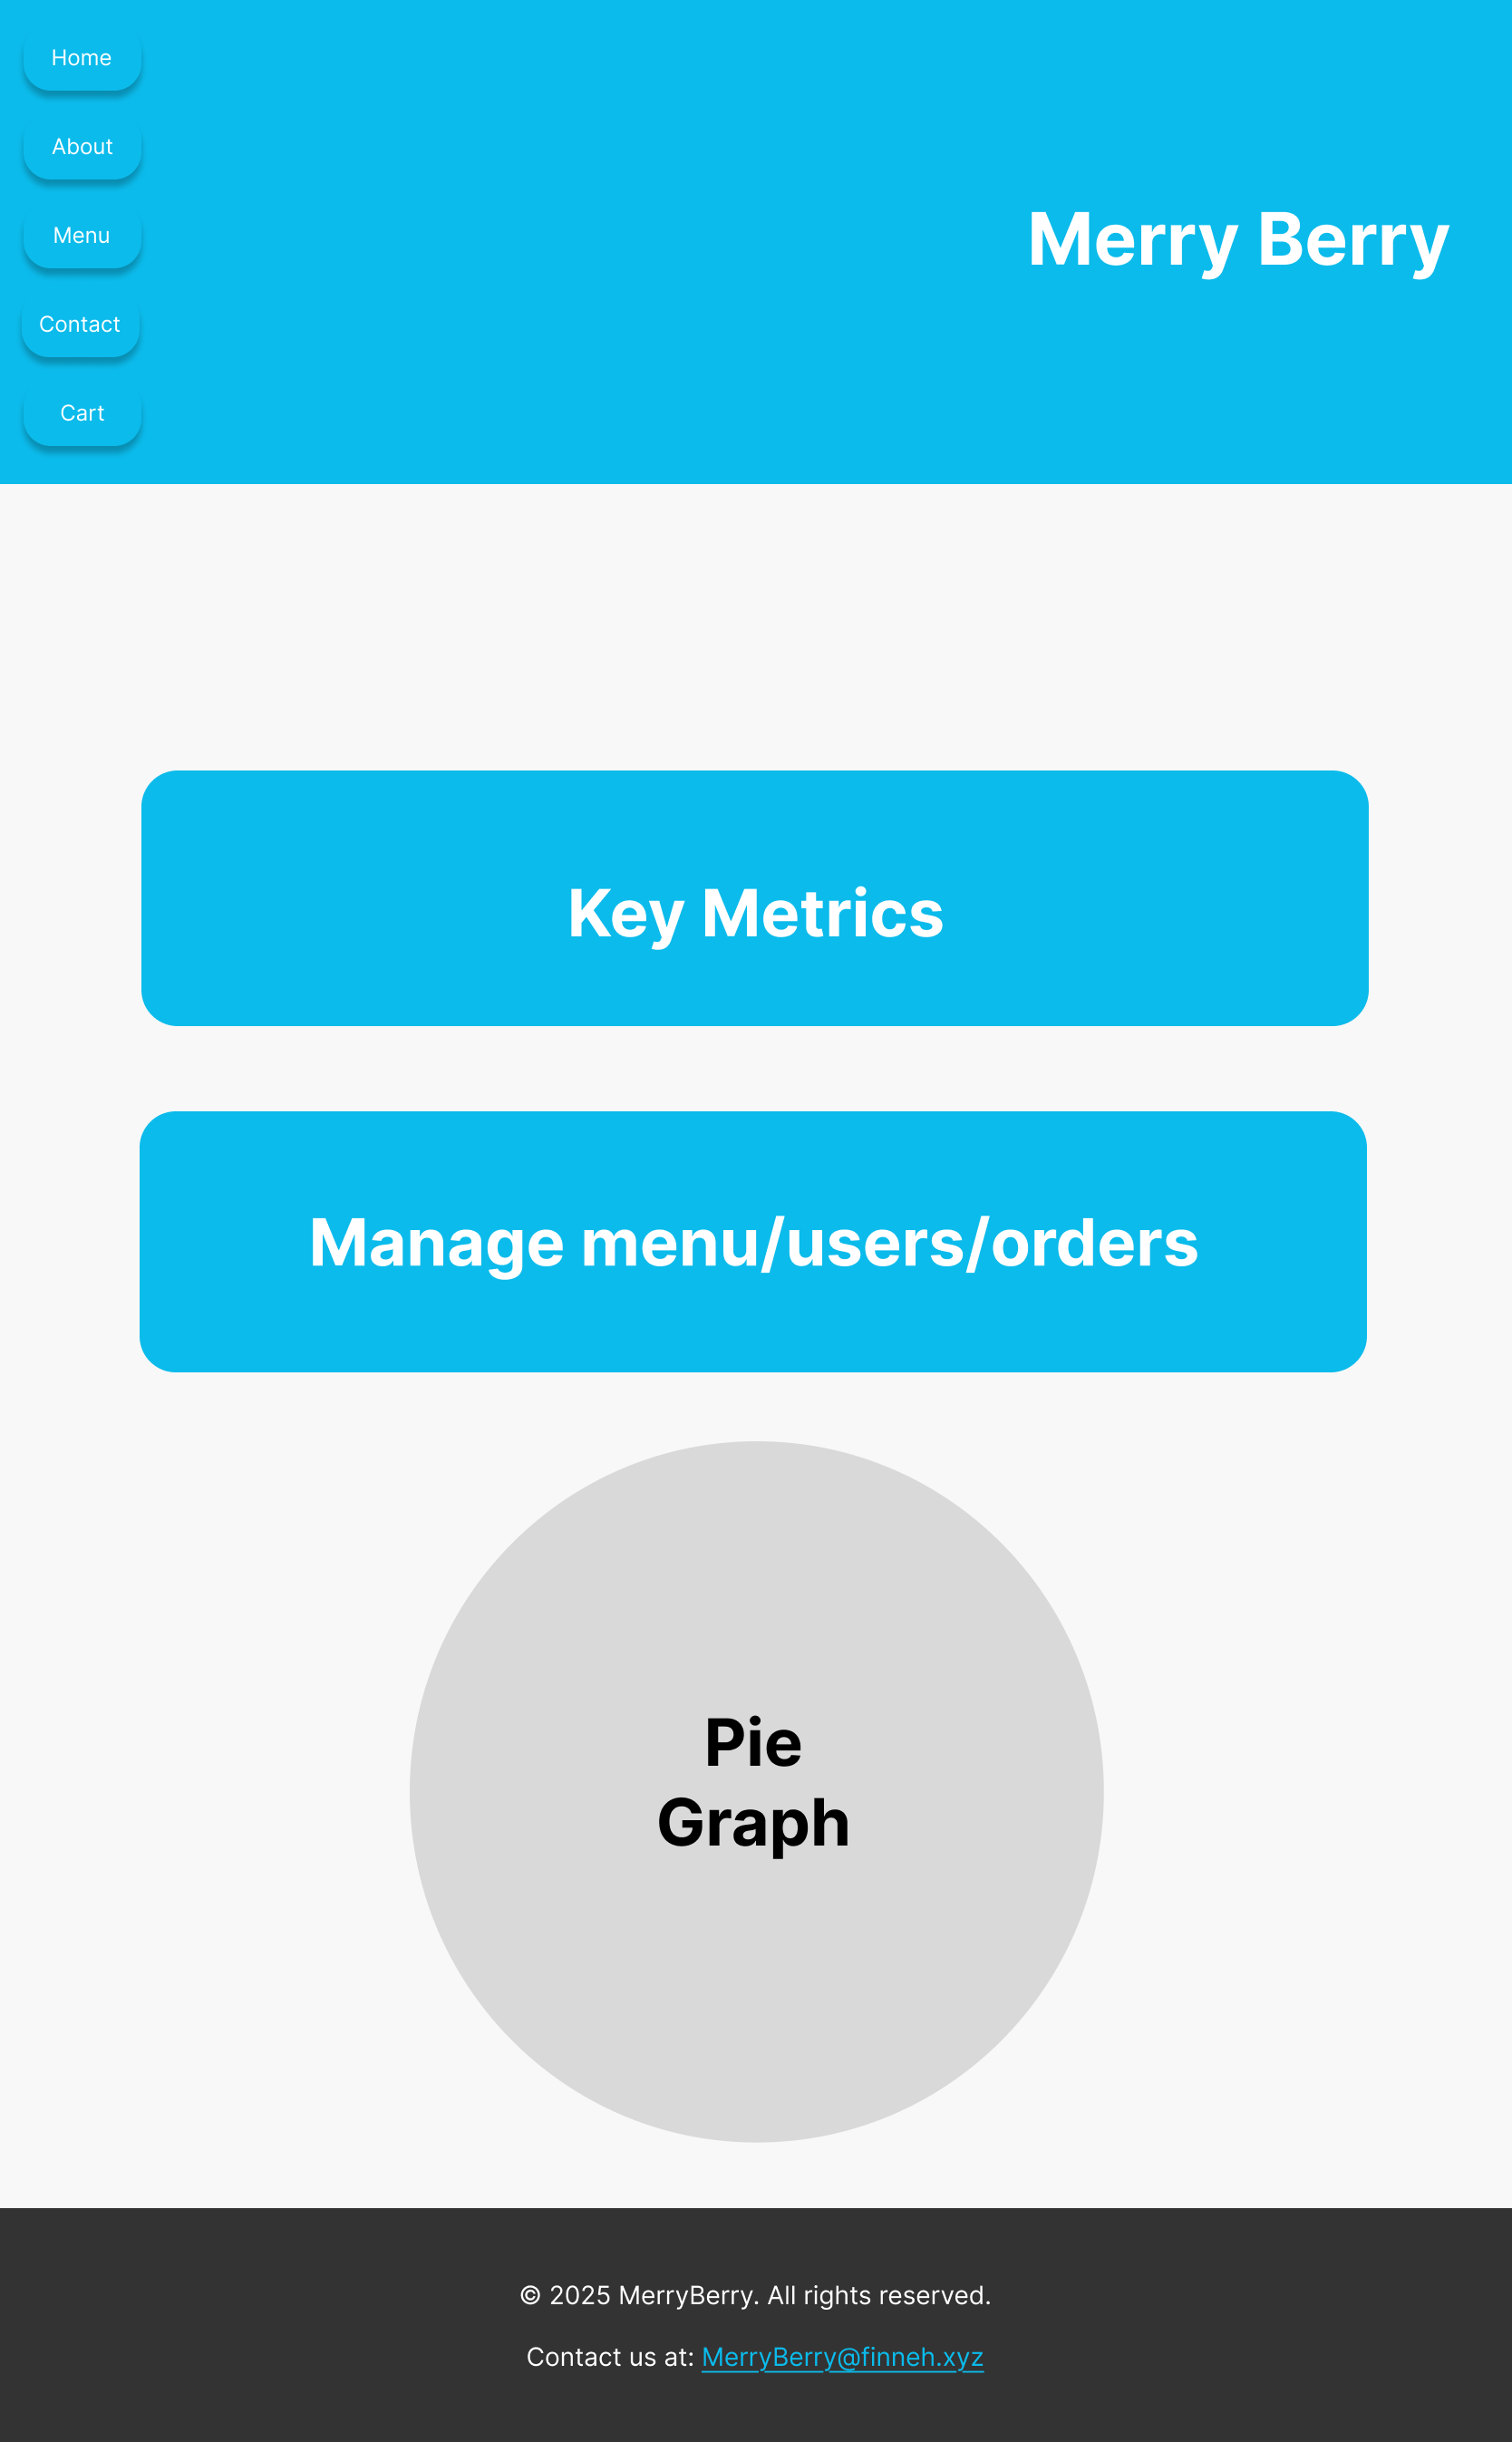 Home
About
Menu
Contact
Cart
Merry Berry
Key Metrics
Manage menu/users/orders
Pie
Graph
© 2025 MerryBerry. All rights reserved.
Contact us at: MerryBerry@finneh.xyz